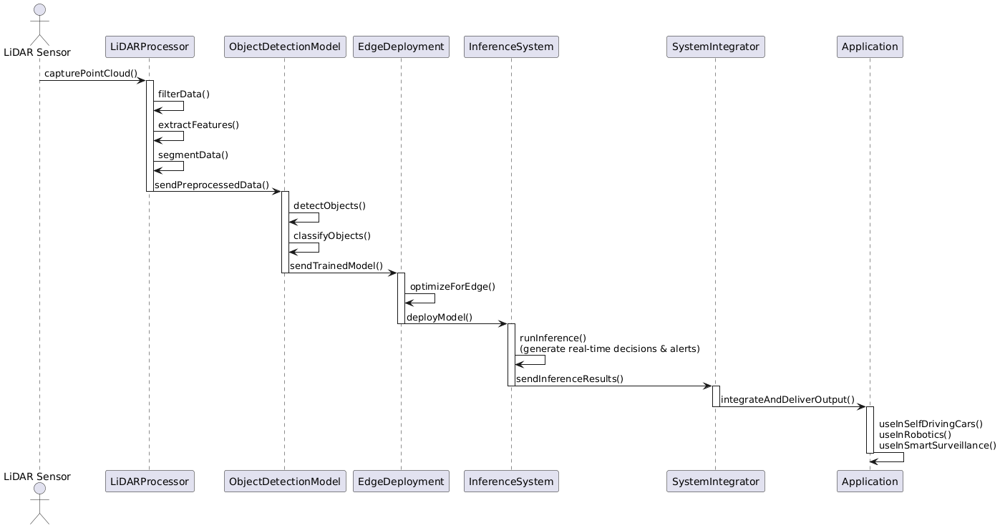 LiDAR Sensor
LiDARProcessor
ObjectDetectionModel
EdgeDeployment
InferenceSystem
SystemIntegrator
Application
capturePointCloud()
filterData()
extractFeatures()
segmentData()
sendPreprocessedData()
detectObjects()
classifyObjects()
sendTrainedModel()
optimizeForEdge()
deployModel()
runInference()
(generate real-time decisions & alerts)
sendInferenceResults()
integrateAndDeliverOutput()
useInSelfDrivingCars()
useInRobotics()
useInSmartSurveillance()
LiDAR Sensor
LiDARProcessor
ObjectDetectionModel
EdgeDeployment
InferenceSystem
SystemIntegrator
Application